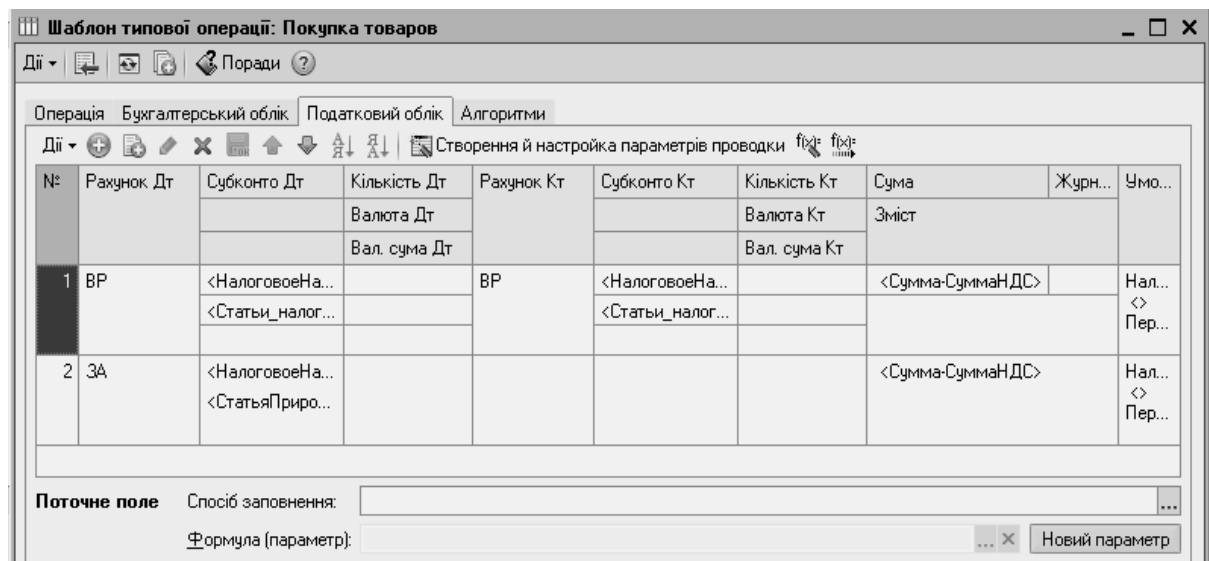 Шаблон типової операції: Покупка товаров
Дії Поради
Операція Бухгалтерський облік Податковий облік Алгоритми
Дії Створення й настройка параметрів проводки
№ Рахунок Дт Субконто Дт Кількість Дт Рахунок Кт Субконто Кт Кількість Кт Сума Журн... Умо...
Валюта Дт Валюта Кт Зміст
Вал. сума Дт Вал. сума Кт
1 ВР <НалоговоеНа... ВР <НалоговоеНа... <Сумма-СуммаНДС> Нал...
<Статьи_налог... <Статьи_налог... <>
Пер...
2 ЗА <НалоговоеНа... <Сумма-СуммаНДС> Нал...
<СтатьяПриро... <>
Пер...
Поточне поле Спосіб заповнення: ...
Формула (параметр): ... Новий параметр